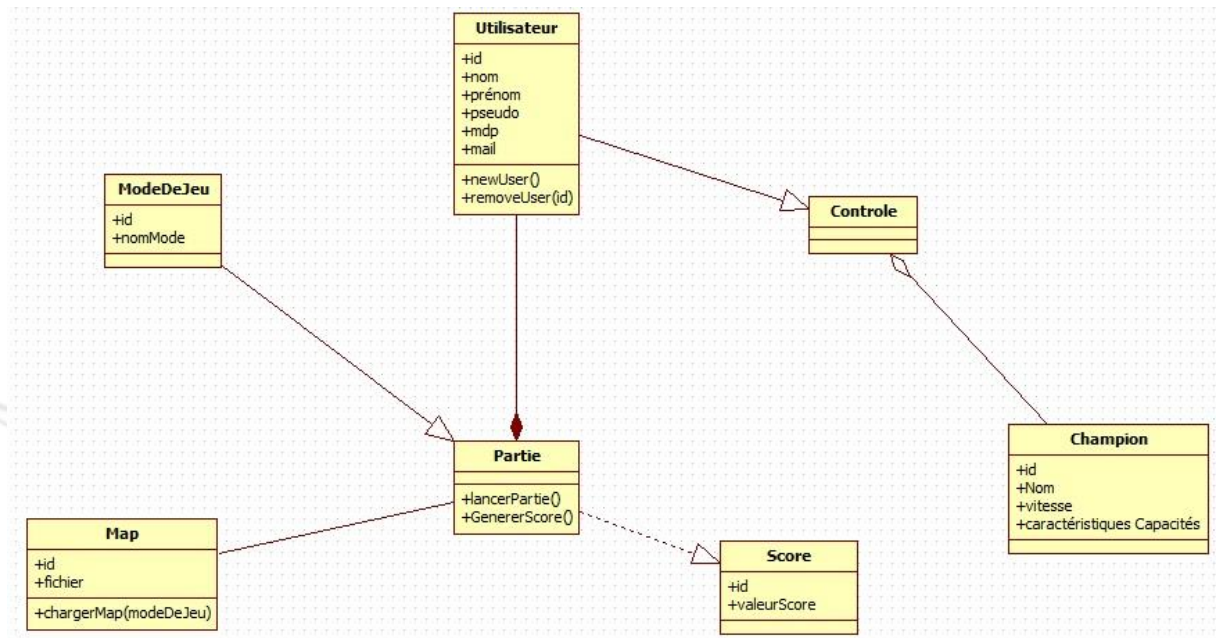 Utilisateur
+id
+nom
+prénom
+pseudo
+mdp
+mail
+newUser()
+removeUser(id)
ModeDeJeu
+id
+nomMode
Controle
Partie
+lancerPartie()
+GenererScore()
Champion
+id
+Nom
+vitesse
+caractéristiques Capacités
Map
+id
+fichier
+chargerMap(modeDeJeu)
Score
+id
+valeurScore